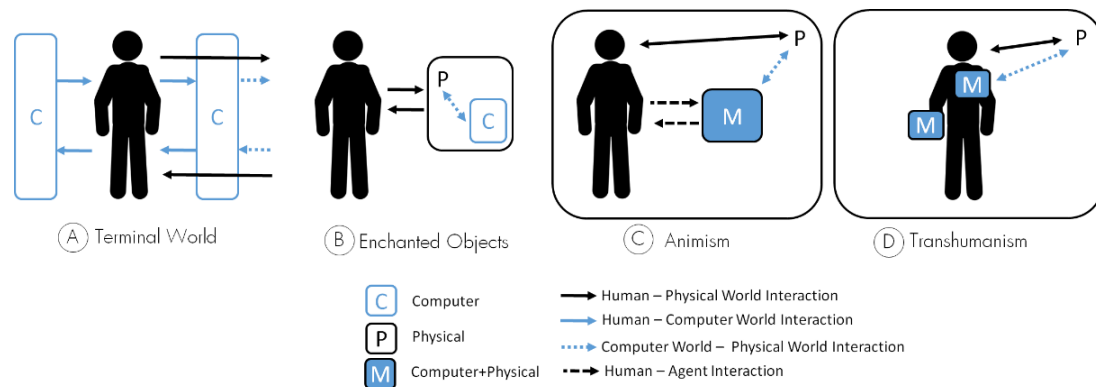 C
C
A Terminal World
P
C
B Enchanted Objects
P
M
C Animism
P
M
M
D Transhumanism
C Computer
P Physical
M Computer+Physical
Human – Physical World Interaction
Human – Computer World Interaction
Computer World – Physical World Interaction
Human – Agent Interaction